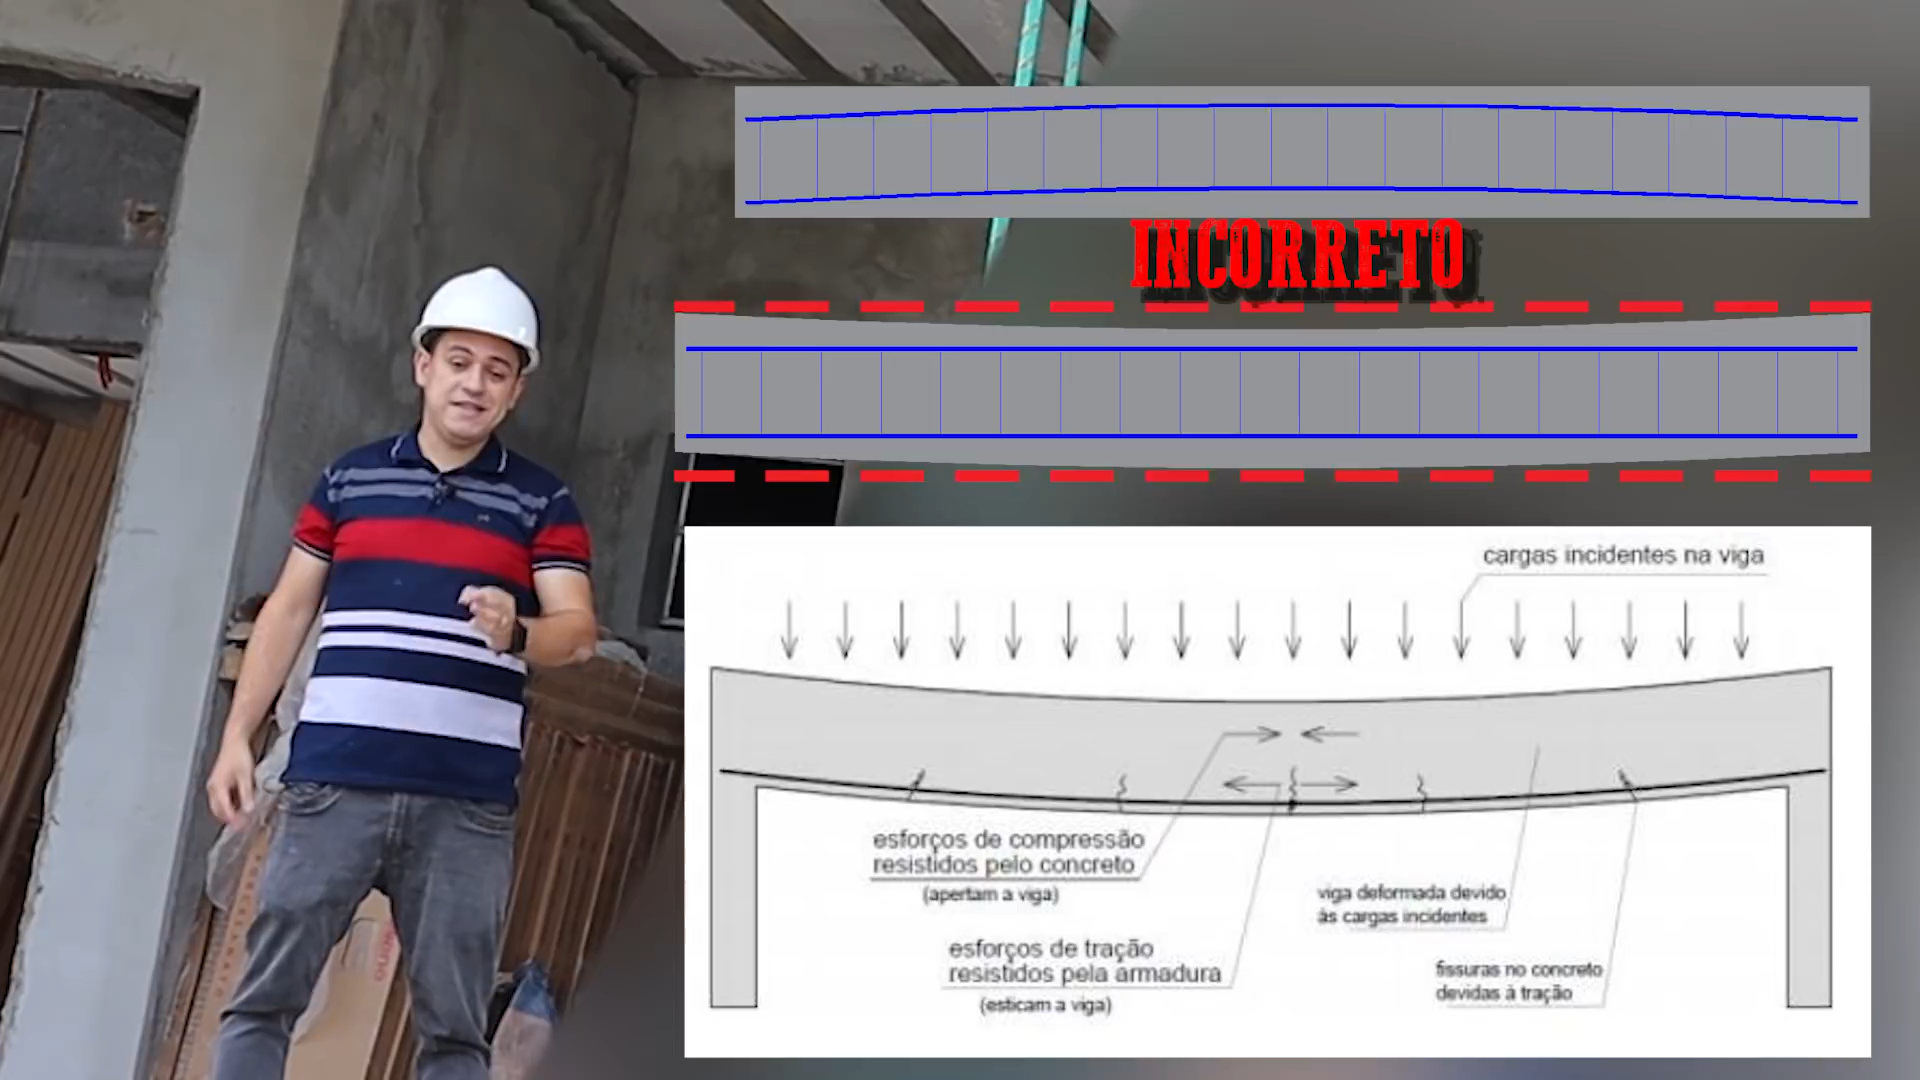 INCORRETO
cargas incidentes na viga
esforços de compressão
resistidos pelo concreto
(apertam a viga)
viga deformada devido
às cargas incidentes
esforços de tração
resistidos pela armadura
(esticam a viga)
fissuras no concreto
devidas à tração